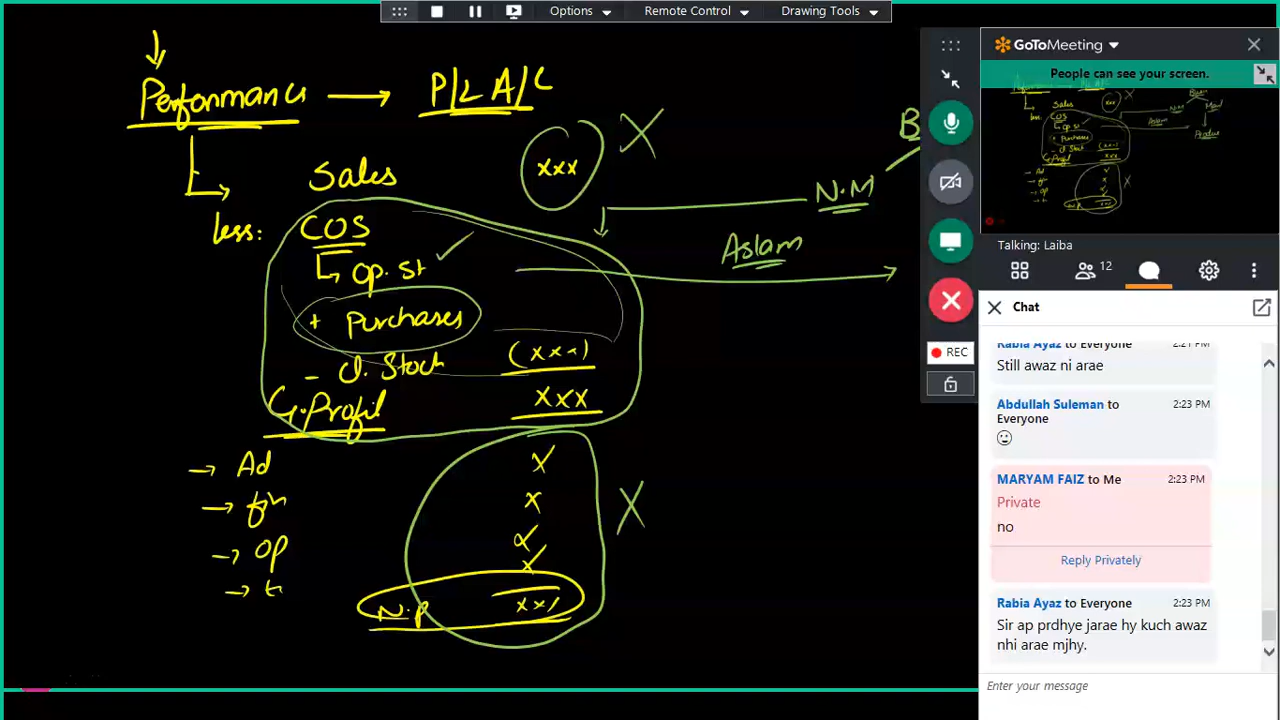 Options Remote Control Drawing Tools
Performance → P/L A/C
Sales xxx X
less: COS
Op. St ✓
+ Purchases
- Cl. Stock (xxx)
G. Profit xxx
→ Ad x
→ fin x
→ Op x
→ t x
N.P xxx
X
N.M
B
Aslam
GoToMeeting
People can see your screen.
REC
Talking: Laiba
12
Chat
Rabia Ayaz to Everyone 2:21 PM
Still awaz ni arae
Abdullah Suleman to 2:23 PM
Everyone
MARYAM FAIZ to Me 2:23 PM
Private
no
Reply Privately
Rabia Ayaz to Everyone 2:23 PM
Sir ap prdhye jarae hy kuch awaz
nhi arae mjhy.
Enter your message